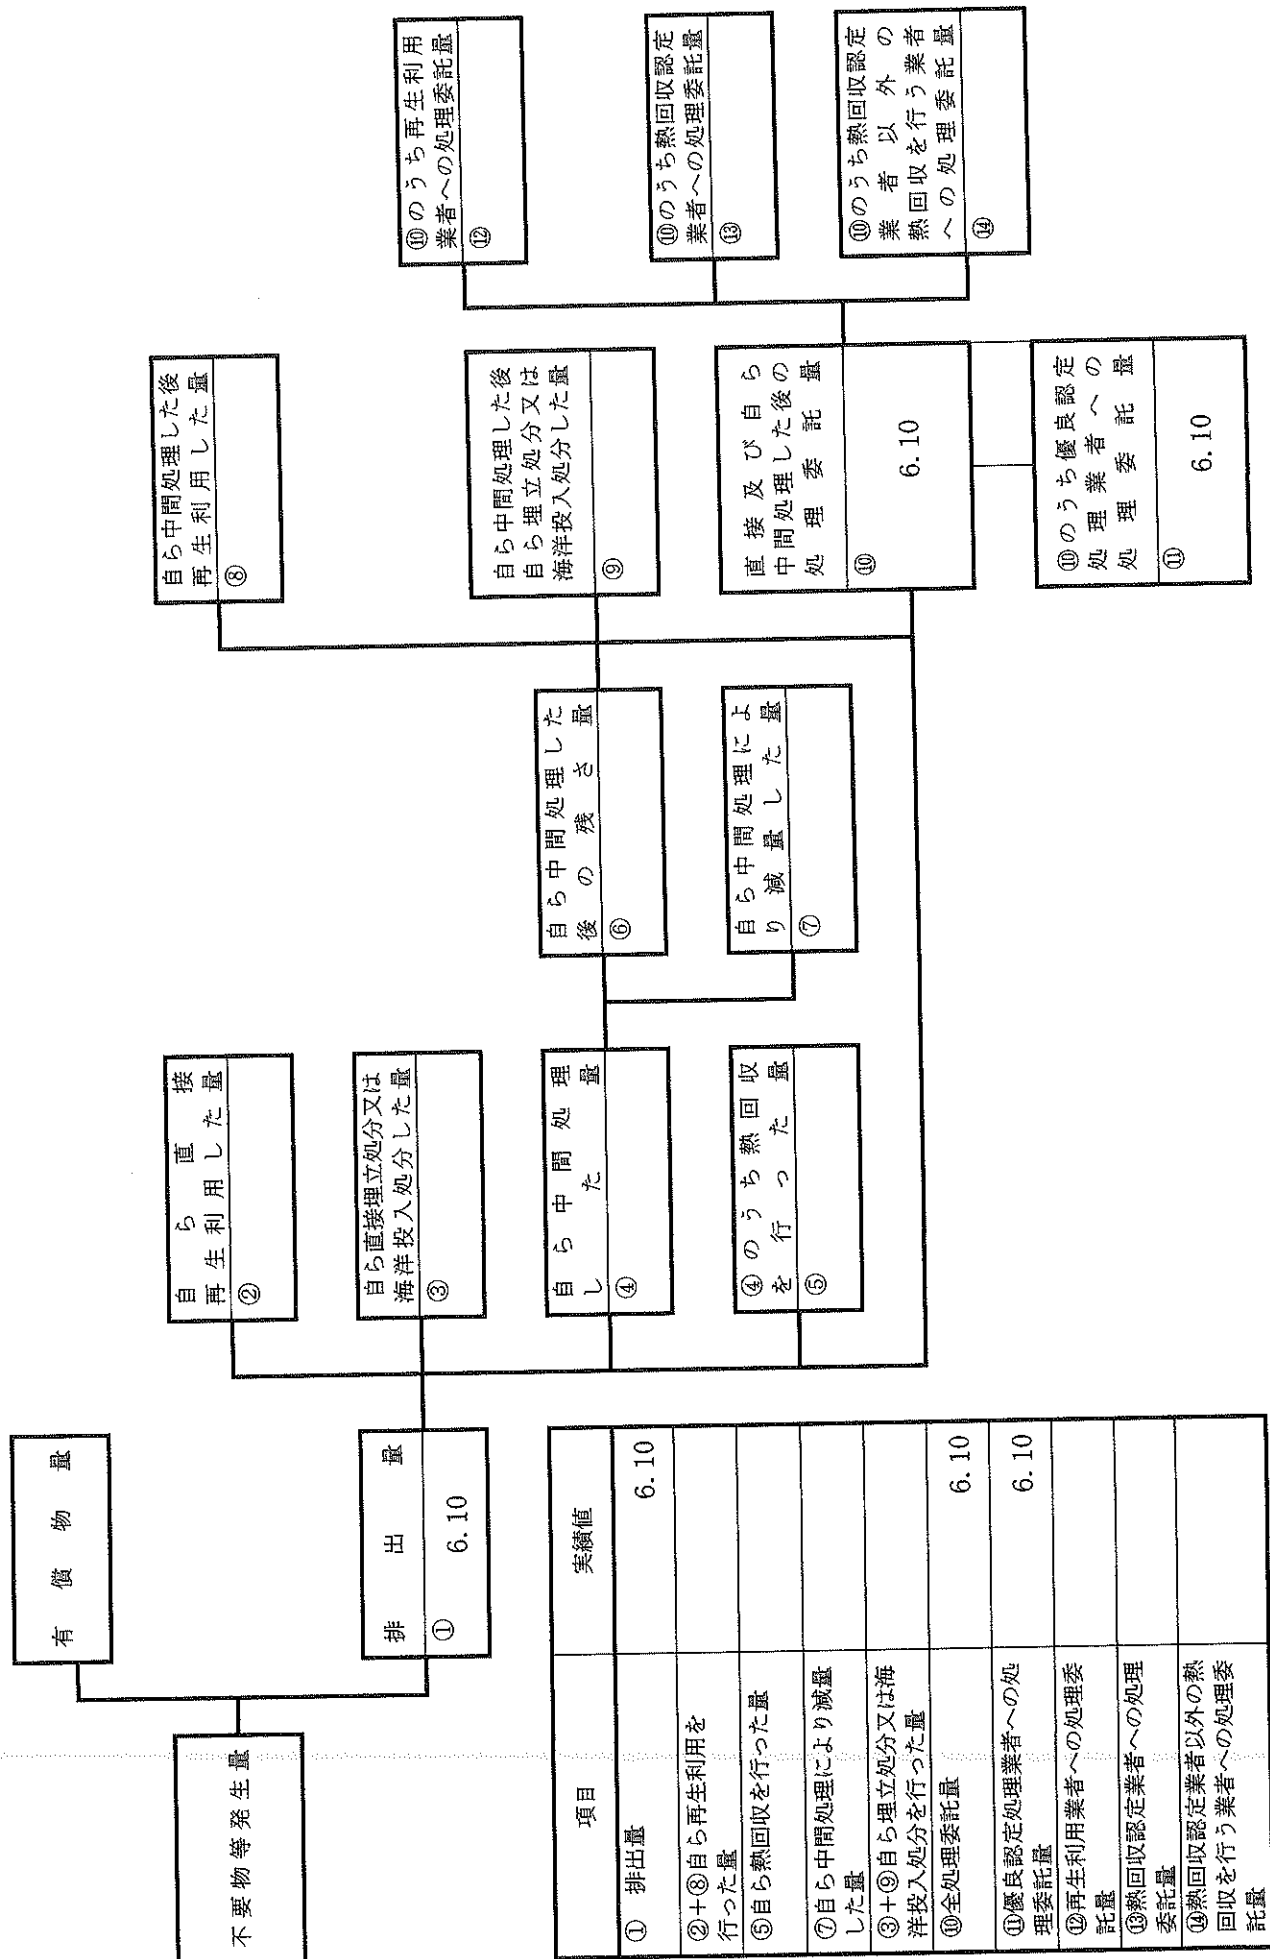 不要物等発生量
有償物量
排出量
①
6.10
自ら直接
再生利用した量
②
自ら直接埋立処分又は
海洋投入処分した量
③
自ら中間処理
した量
④
④のうち熱回収
を行った量
⑤
自ら中間処理した
後の残さ量
⑥
自ら中間処理によ
り減量した量
⑦
自ら中間処理した後
再生利用した量
⑧
自ら中間処理した後
自ら埋立処分又は
海洋投入処分した量
⑨
直接及び自ら
中間処理した後の
処理委託量
⑩
6.10
⑩のうち優良認定
処理業者への
処理委託量
⑪
6.10
⑩のうち再生利用
業者への処理委託量
⑫
⑩のうち熱回収認定
業者への処理委託量
⑬
⑩のうち熱回収認定
業者以外の
熱回収を行う業者
への処理委託量
⑭
項目 実績値
① 排出量 6.10
②+⑧自ら再生利用を
行った量
⑤自ら熱回収を行った量
⑦自ら中間処理により減量
した量
③+⑨自ら埋立処分又は海
洋投入処分を行った量
⑩全処理委託量 6.10
⑪優良認定処理業者への処
理委託量 6.10
⑫再生利用業者への処理委
託量
⑬熱回収認定業者への処理
委託量
⑭熱回収認定業者以外の熱
回収を行う業者への処理委
託量